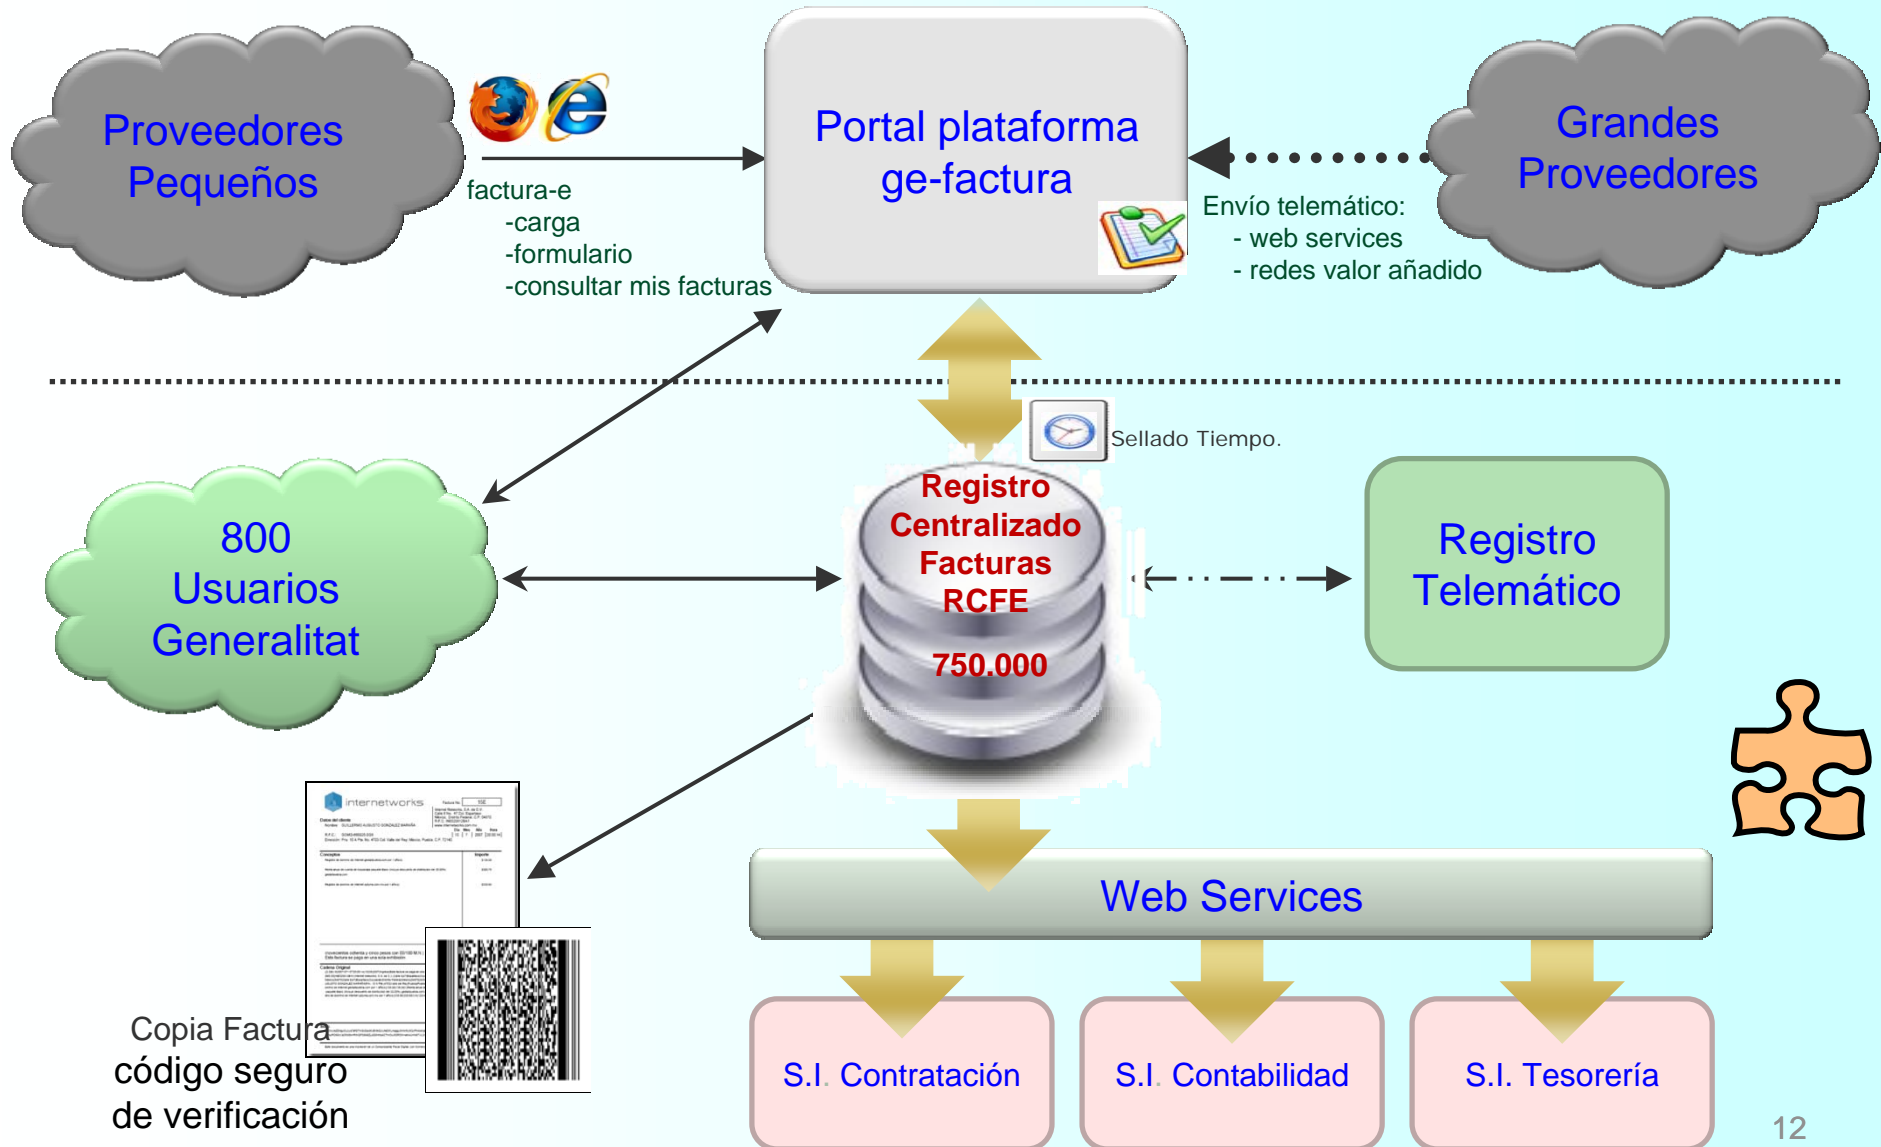 Proveedores
Pequeños
factura-e
-carga
-formulario
-consultar mis facturas
Portal plataforma
ge-factura
Grandes
Proveedores
Envío telemático:
- web services
- redes valor añadido
Sellado Tiempo.
800
Usuarios
Generalitat
Registro
Centralizado
Facturas
RCFE
750.000
Registro
Telemático
internetworks
Web Services
Copia Factura
código seguro
de verificación
S.I. Contratación
S.I. Contabilidad
S.I. Tesorería
12